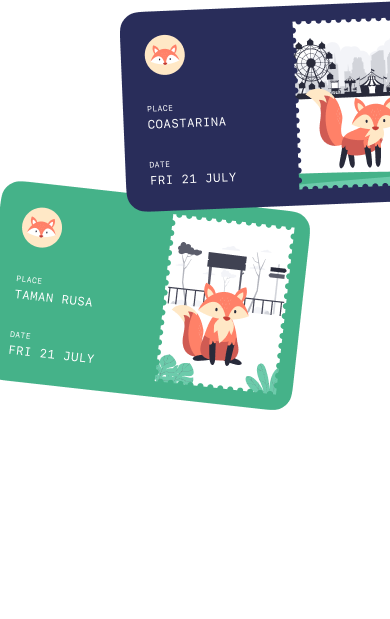 PLACE
COASTARINA
DATE
FRI 21 JULY
PLACE
TAMAN RUSA
DATE
FRI 21 JULY